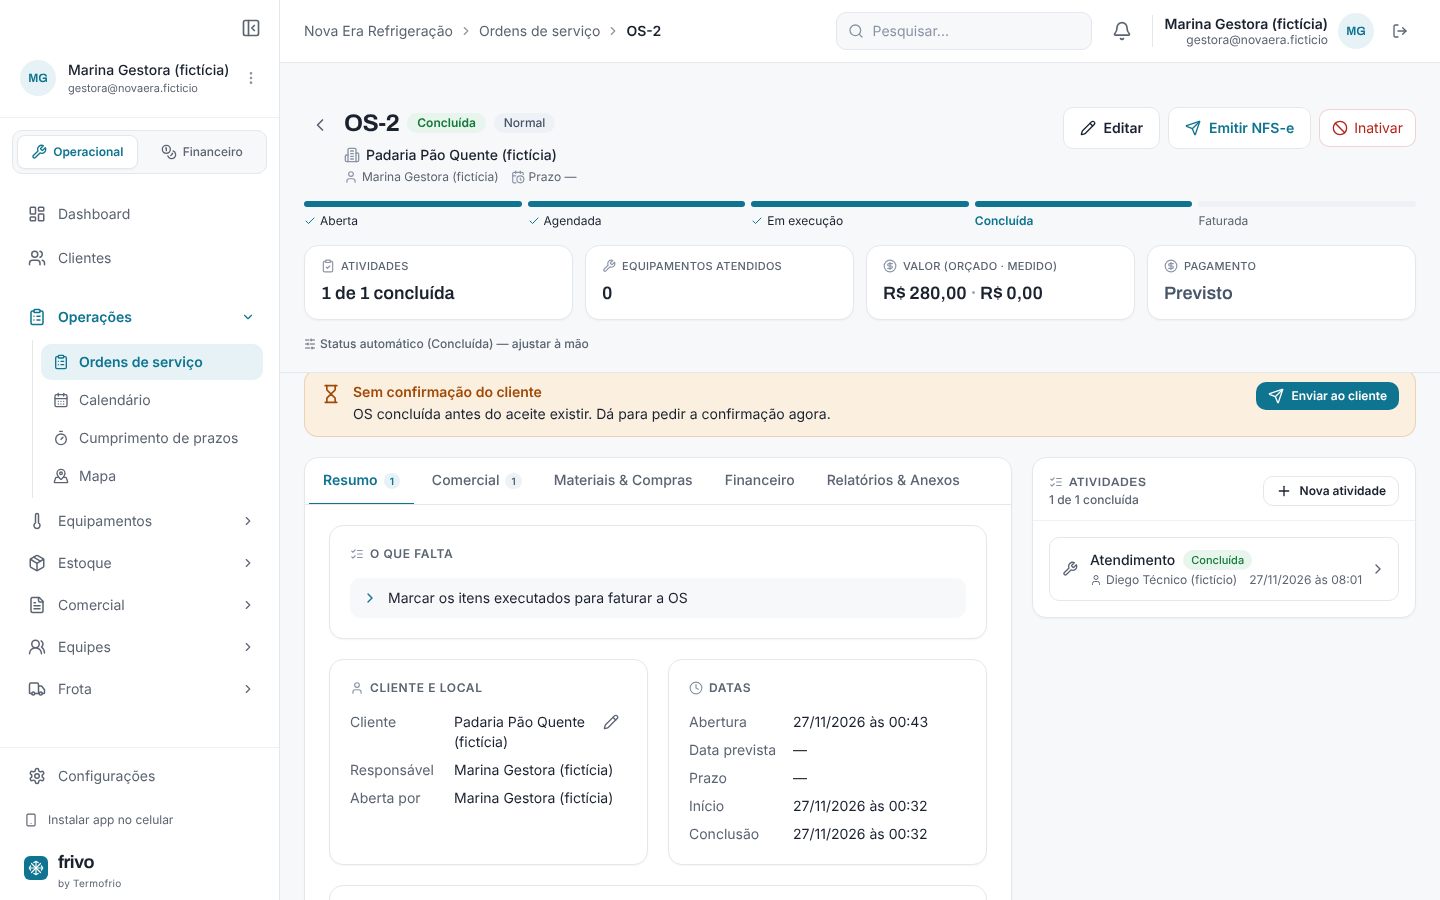 MG
Marina Gestora (fictícia)
gestora@novaera.ficticio
Operacional
Financeiro
Dashboard
Clientes
Operações
Ordens de serviço
Calendário
Cumprimento de prazos
Mapa
Equipamentos
Estoque
Comercial
Equipes
Frota
Configurações
Instalar app no celular
frivo
by Termofrio
Nova Era Refrigeração > Ordens de serviço > OS-2
Pesquisar...
Marina Gestora (fictícia)
gestora@novaera.ficticio
MG
OS-2 Concluída Normal
Padaria Pão Quente (fictícia)
Marina Gestora (fictícia) Prazo —
Editar
Emitir NFS-e
Inativar
Aberta
Agendada
Em execução
Concluída
Faturada
ATIVIDADES
1 de 1 concluída
EQUIPAMENTOS ATENDIDOS
0
VALOR (ORÇADO · MEDIDO)
R$ 280,00 · R$ 0,00
PAGAMENTO
Previsto
Status automático (Concluída) — ajustar à mão
Sem confirmação do cliente
OS concluída antes do aceite existir. Dá para pedir a confirmação agora.
Enviar ao cliente
Resumo 1
Comercial 1
Materiais & Compras
Financeiro
Relatórios & Anexos
O QUE FALTA
Marcar os itens executados para faturar a OS
CLIENTE E LOCAL
Cliente Padaria Pão Quente
(fictícia)
Responsável Marina Gestora (fictícia)
Aberta por Marina Gestora (fictícia)
DATAS
Abertura 27/11/2026 às 00:43
Data prevista —
Prazo —
Início 27/11/2026 às 00:32
Conclusão 27/11/2026 às 00:32
ATIVIDADES
1 de 1 concluída
Nova atividade
Atendimento Concluída
Diego Técnico (fictício) 27/11/2026 às 08:01